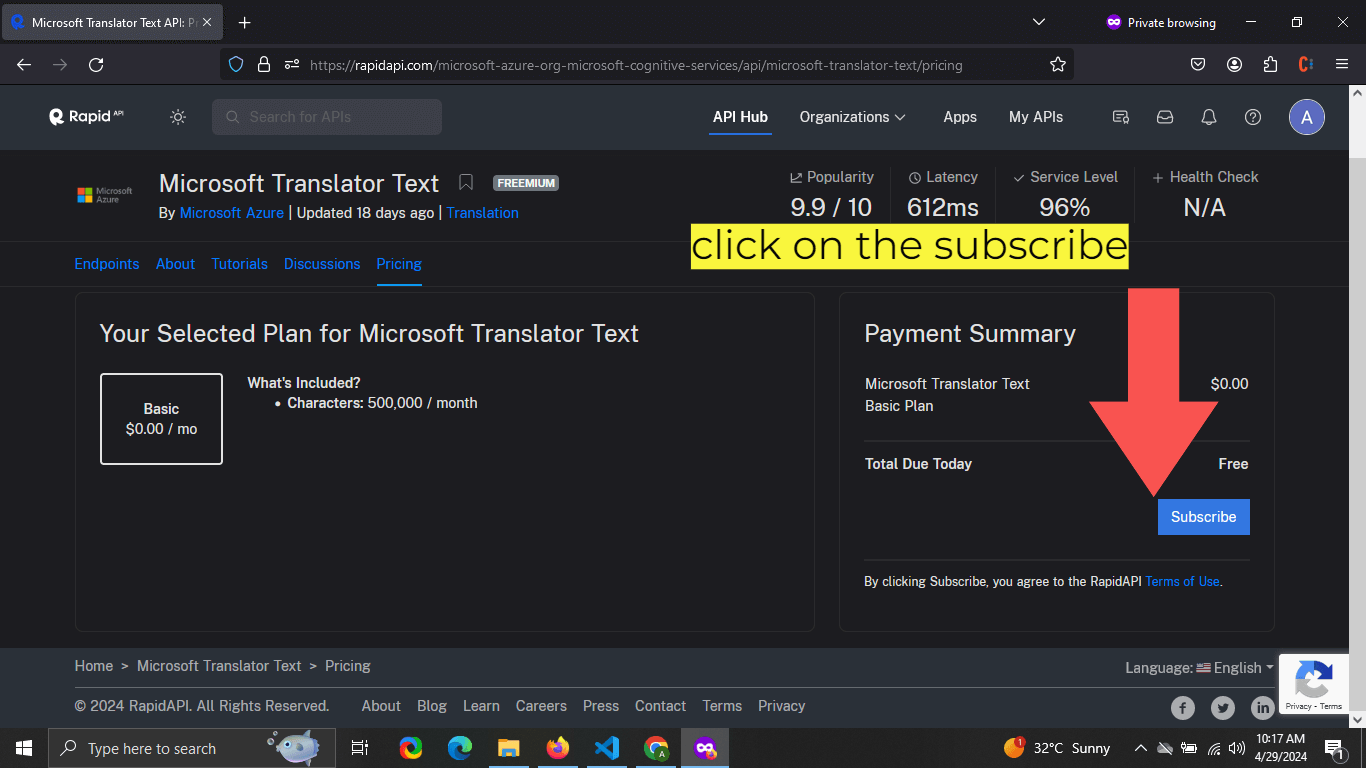 Microsoft Translator Text API: Pr
Private browsing
https://rapidapi.com/microsoft-azure-org-microsoft-cognitive-services/api/microsoft-translator-text/pricing
Rapid API
Search for APIs
API Hub
Organizations
Apps
My APIs
A
Microsoft
Azure
Microsoft Translator Text
FREEMIUM
By Microsoft Azure | Updated 18 days ago | Translation
Popularity
9.9 / 10
Latency
612ms
Service Level
96%
Health Check
N/A
click on the subscribe
Endpoints
About
Tutorials
Discussions
Pricing
Your Selected Plan for Microsoft Translator Text
Basic
$0.00 / mo
What's Included?
• Characters: 500,000 / month
Payment Summary
Microsoft Translator Text
Basic Plan
$0.00
Total Due Today
Free
Subscribe
By clicking Subscribe, you agree to the RapidAPI Terms of Use.
Home > Microsoft Translator Text > Pricing
Language: English
© 2024 RapidAPI. All Rights Reserved.
About
Blog
Learn
Careers
Press
Contact
Terms
Privacy
Privacy - Terms
Type here to search
1
32°C Sunny
10:17 AM
4/29/2024
1